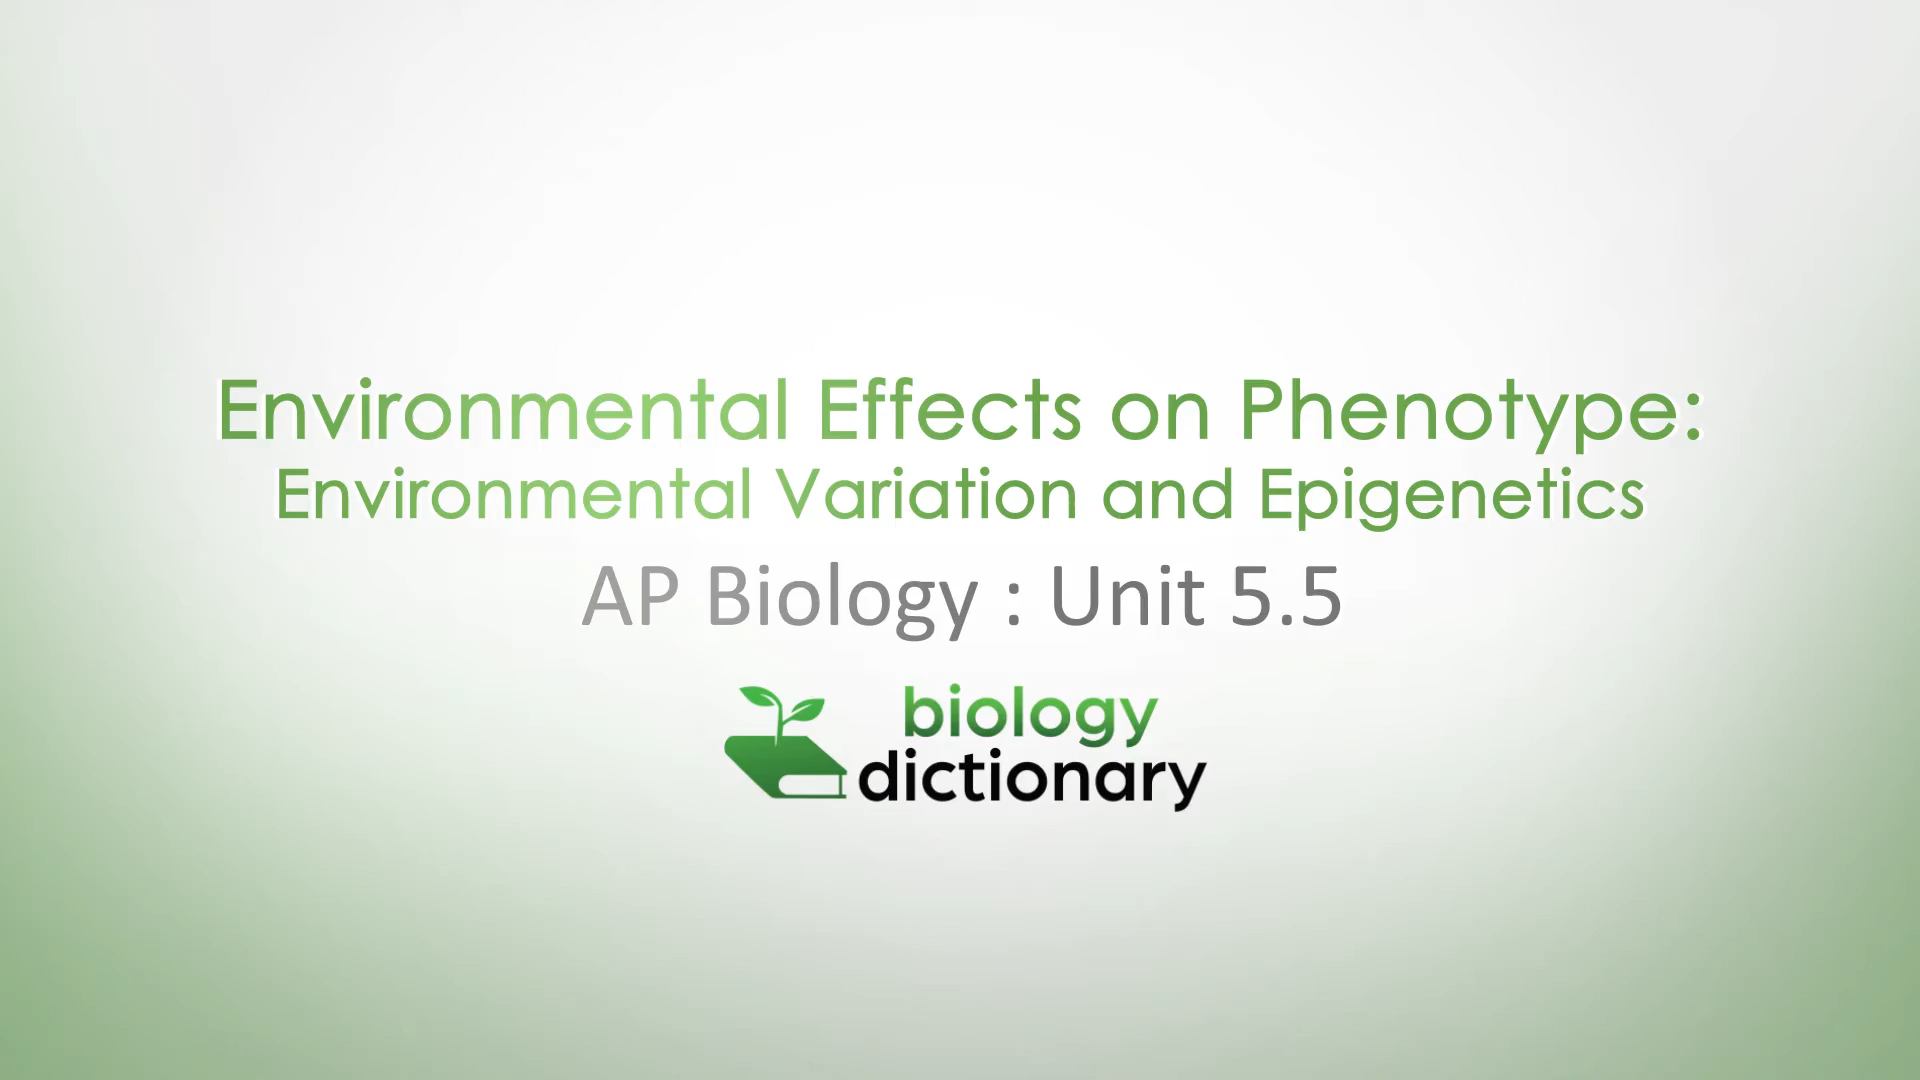 Environmental Effects on Phenotype:
Environmental Variation and Epigenetics
AP Biology : Unit 5.5
biology
dictionary